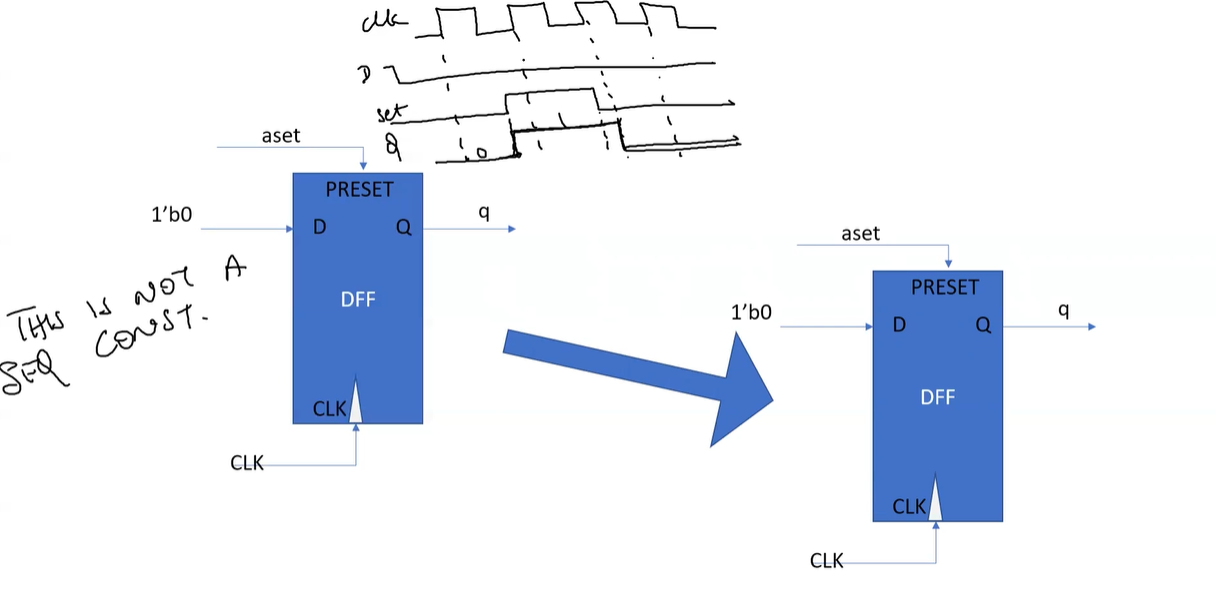 clk
D
set
Q
0
aset
PRESET
1'b0
D
Q
q
DFF
CLK
CLK
THIS IS NOT A
SEQ CONST.
aset
PRESET
1'b0
D
Q
q
DFF
CLK
CLK